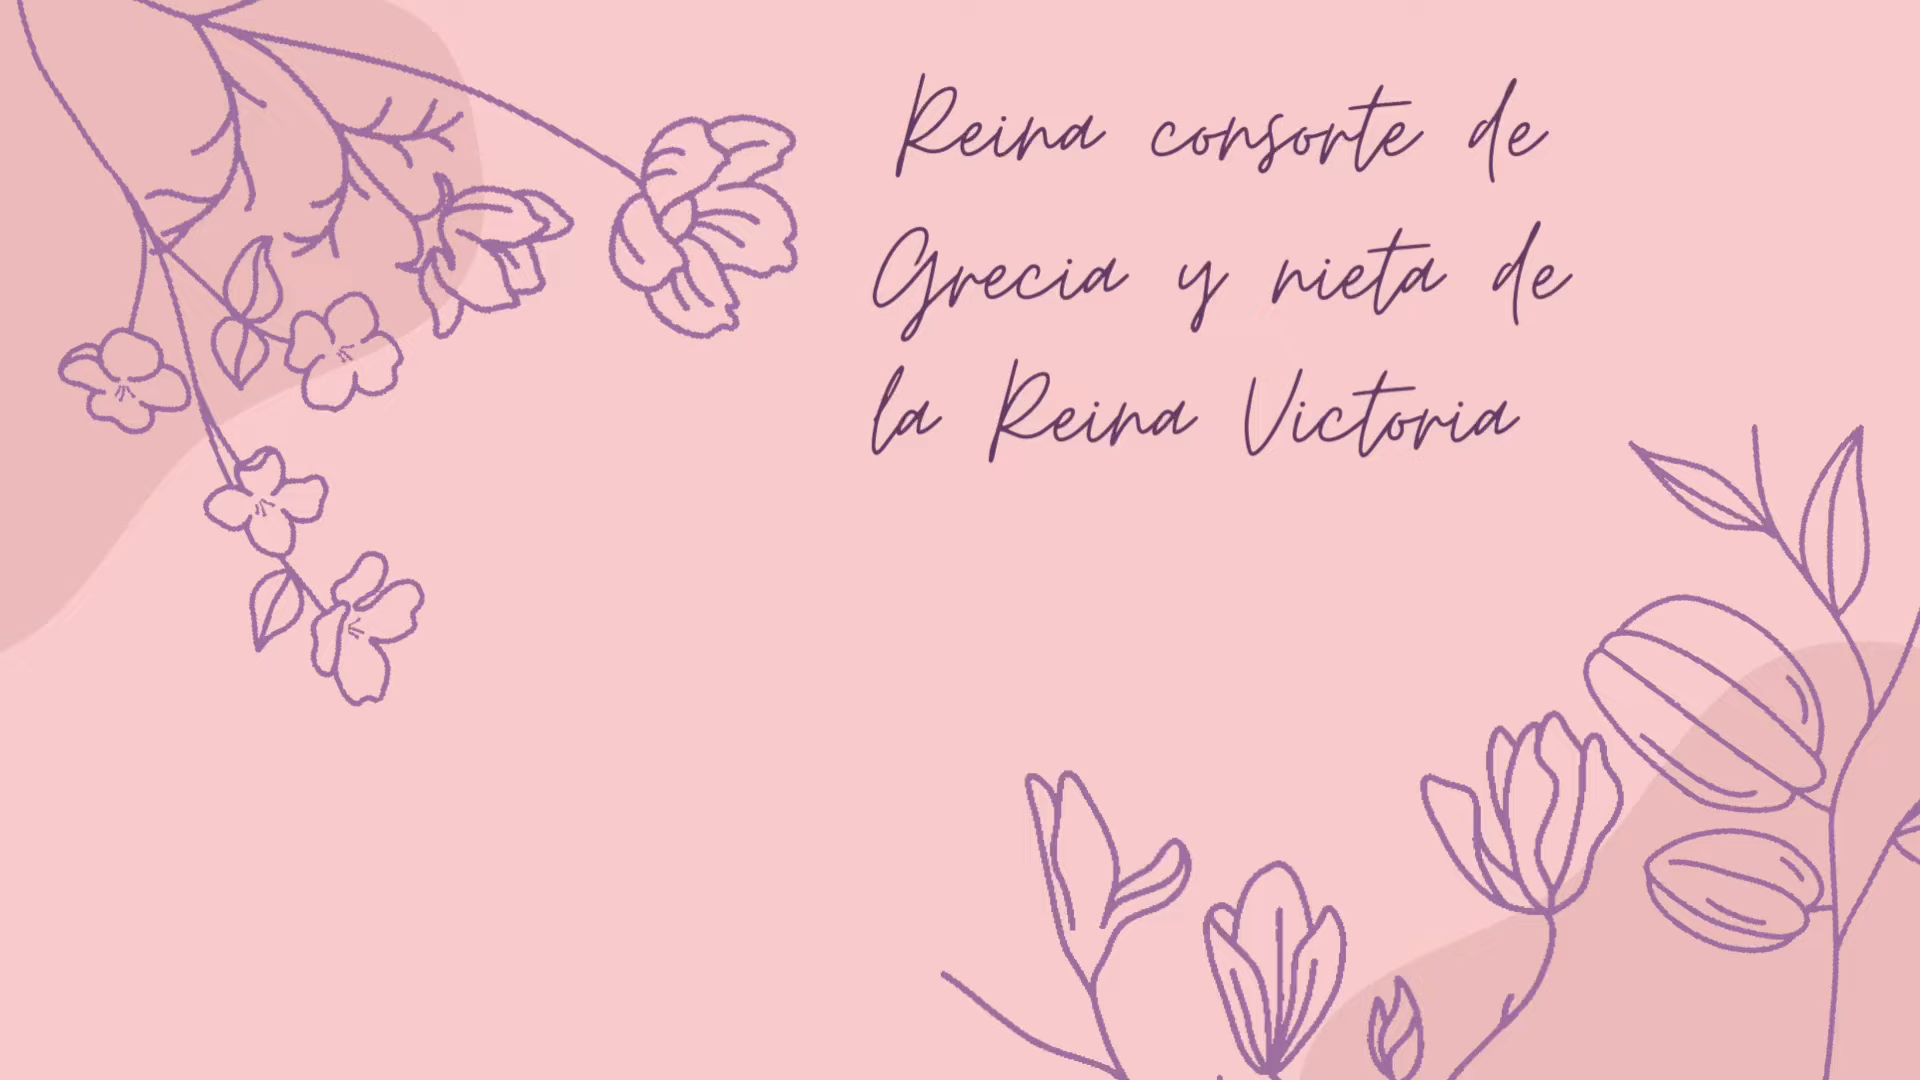 Reina consorte de
Grecia y nieta de
la Reina Victoria